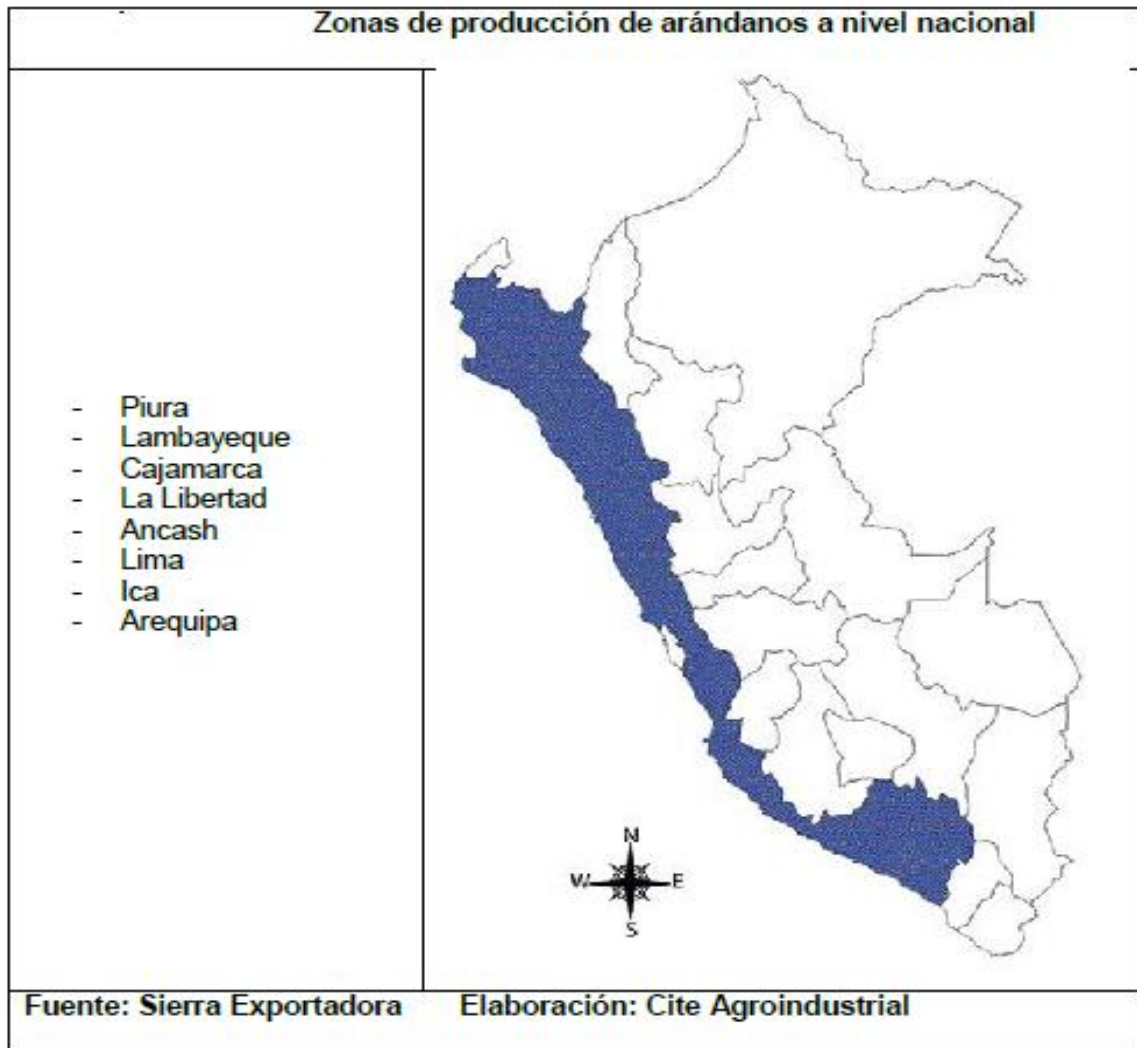 Zonas de producción de arándanos a nivel nacional
- Piura
- Lambayeque
- Cajamarca
- La Libertad
- Ancash
- Lima
- Ica
- Arequipa
N
W E
S
Fuente: Sierra Exportadora Elaboración: Cite Agroindustrial